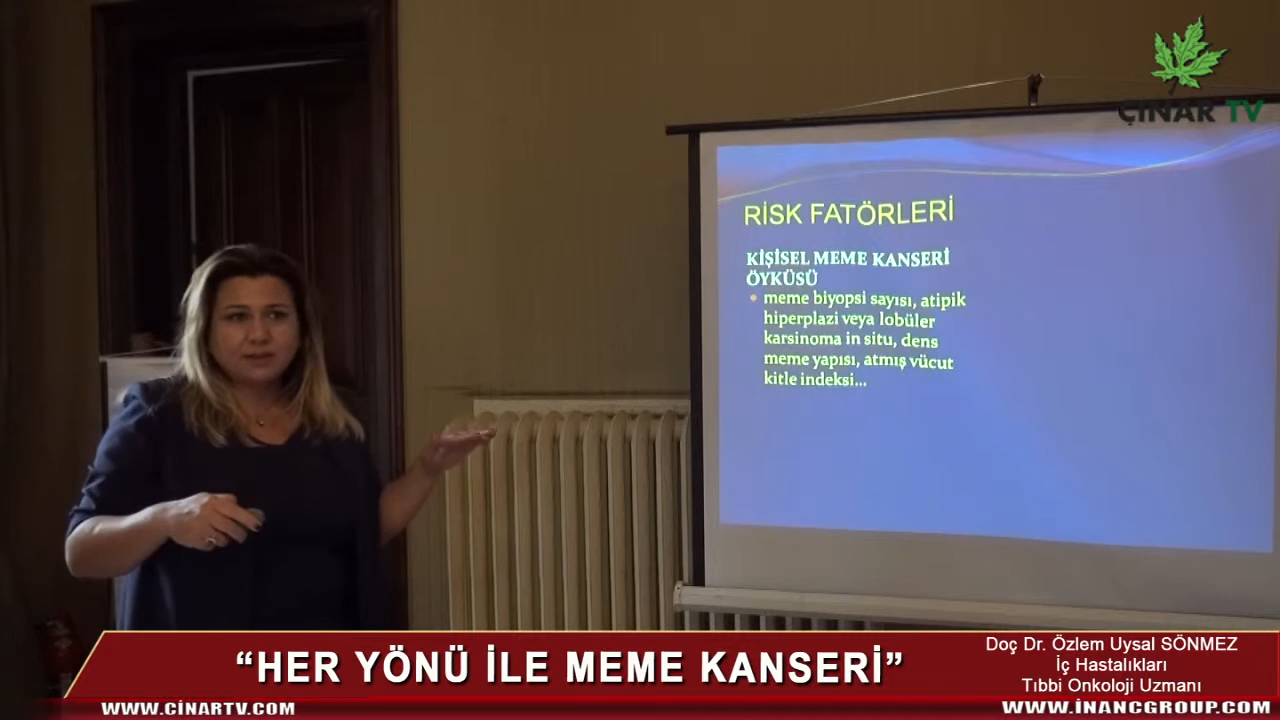 ÇINAR TV
RİSK FATÖRLERİ
KİŞİSEL MEME KANSERİ
ÖYKÜSÜ
• meme biyopsi sayısı, atipik
hiperplazi veya lobüler
karsinoma in situ, dens
meme yapısı, atmış vücut
kitle indeksi...
“HER YÖNÜ İLE MEME KANSERİ”
Doç Dr. Özlem Uysal SÖNMEZ
İç Hastalıkları
Tıbbi Onkoloji Uzmanı
WWW.CİNARTV.COM
WWW.İNANCGROUP.COM